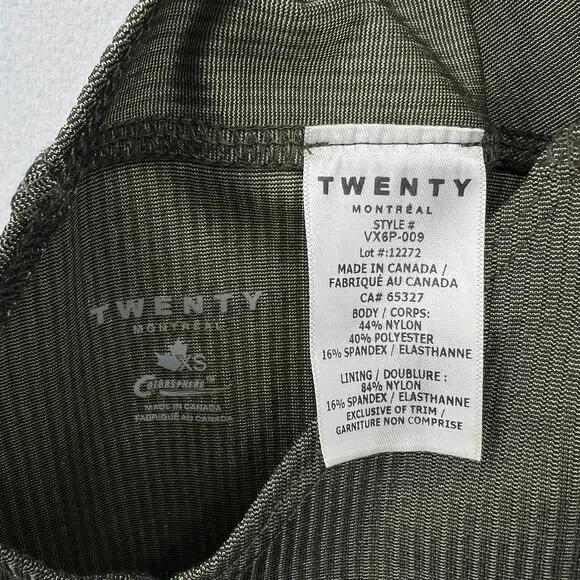 TWENTY
MONTRÉAL
STYLE #
VX6P-009
Lot #:12272
MADE IN CANADA /
FABRIQUÉ AU CANADA
CA# 65327
BODY / CORPS:
44% NYLON
40% POLYESTER
16% SPANDEX / ELASTHANNE
LINING / DOUBLURE :
84% NYLON
16% SPANDEX / ELASTHANNE
EXCLUSIVE OF TRIM /
GARNITURE NON COMPRISE
TWENTY
MONTRÉAL
XS
COLORSPHERE™
MADE IN CANADA
FABRIQUÉ AU CANADA